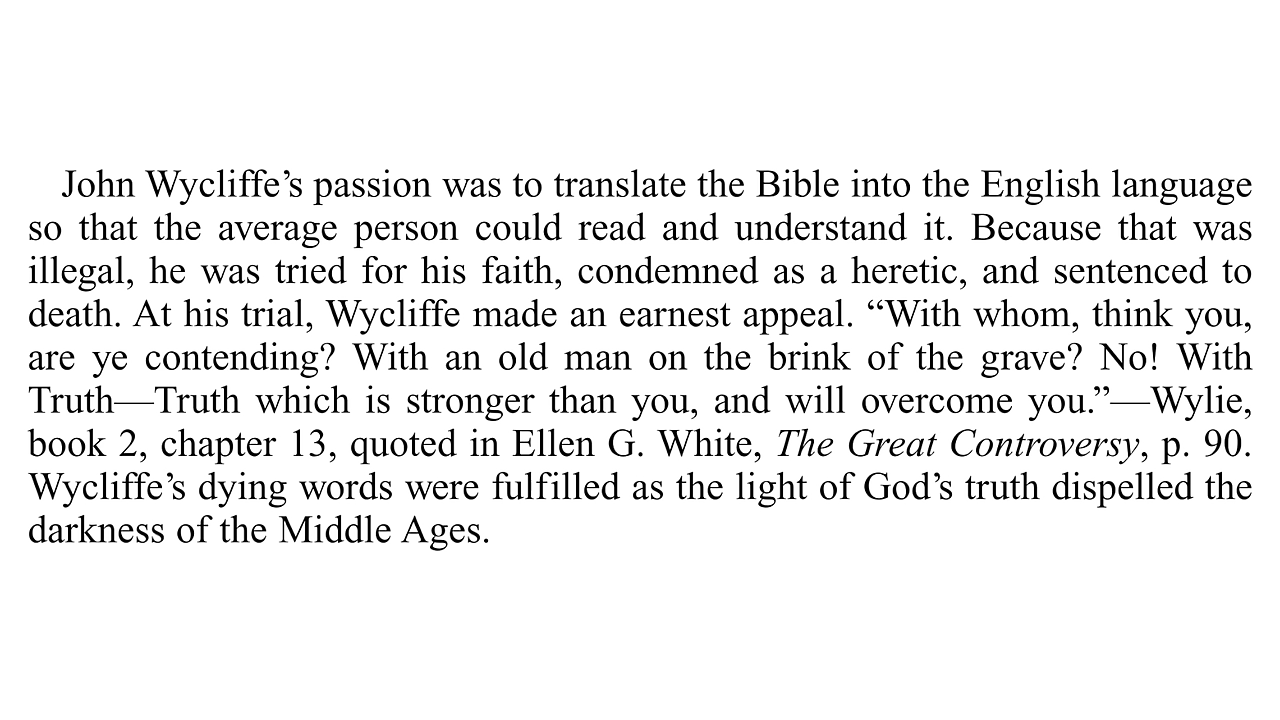 John Wycliffe’s passion was to translate the Bible into the English language
so that the average person could read and understand it. Because that was
illegal, he was tried for his faith, condemned as a heretic, and sentenced to
death. At his trial, Wycliffe made an earnest appeal. “With whom, think you,
are ye contending? With an old man on the brink of the grave? No! With
Truth—Truth which is stronger than you, and will overcome you.”—Wylie,
book 2, chapter 13, quoted in Ellen G. White, The Great Controversy, p. 90.
Wycliffe’s dying words were fulfilled as the light of God’s truth dispelled the
darkness of the Middle Ages.